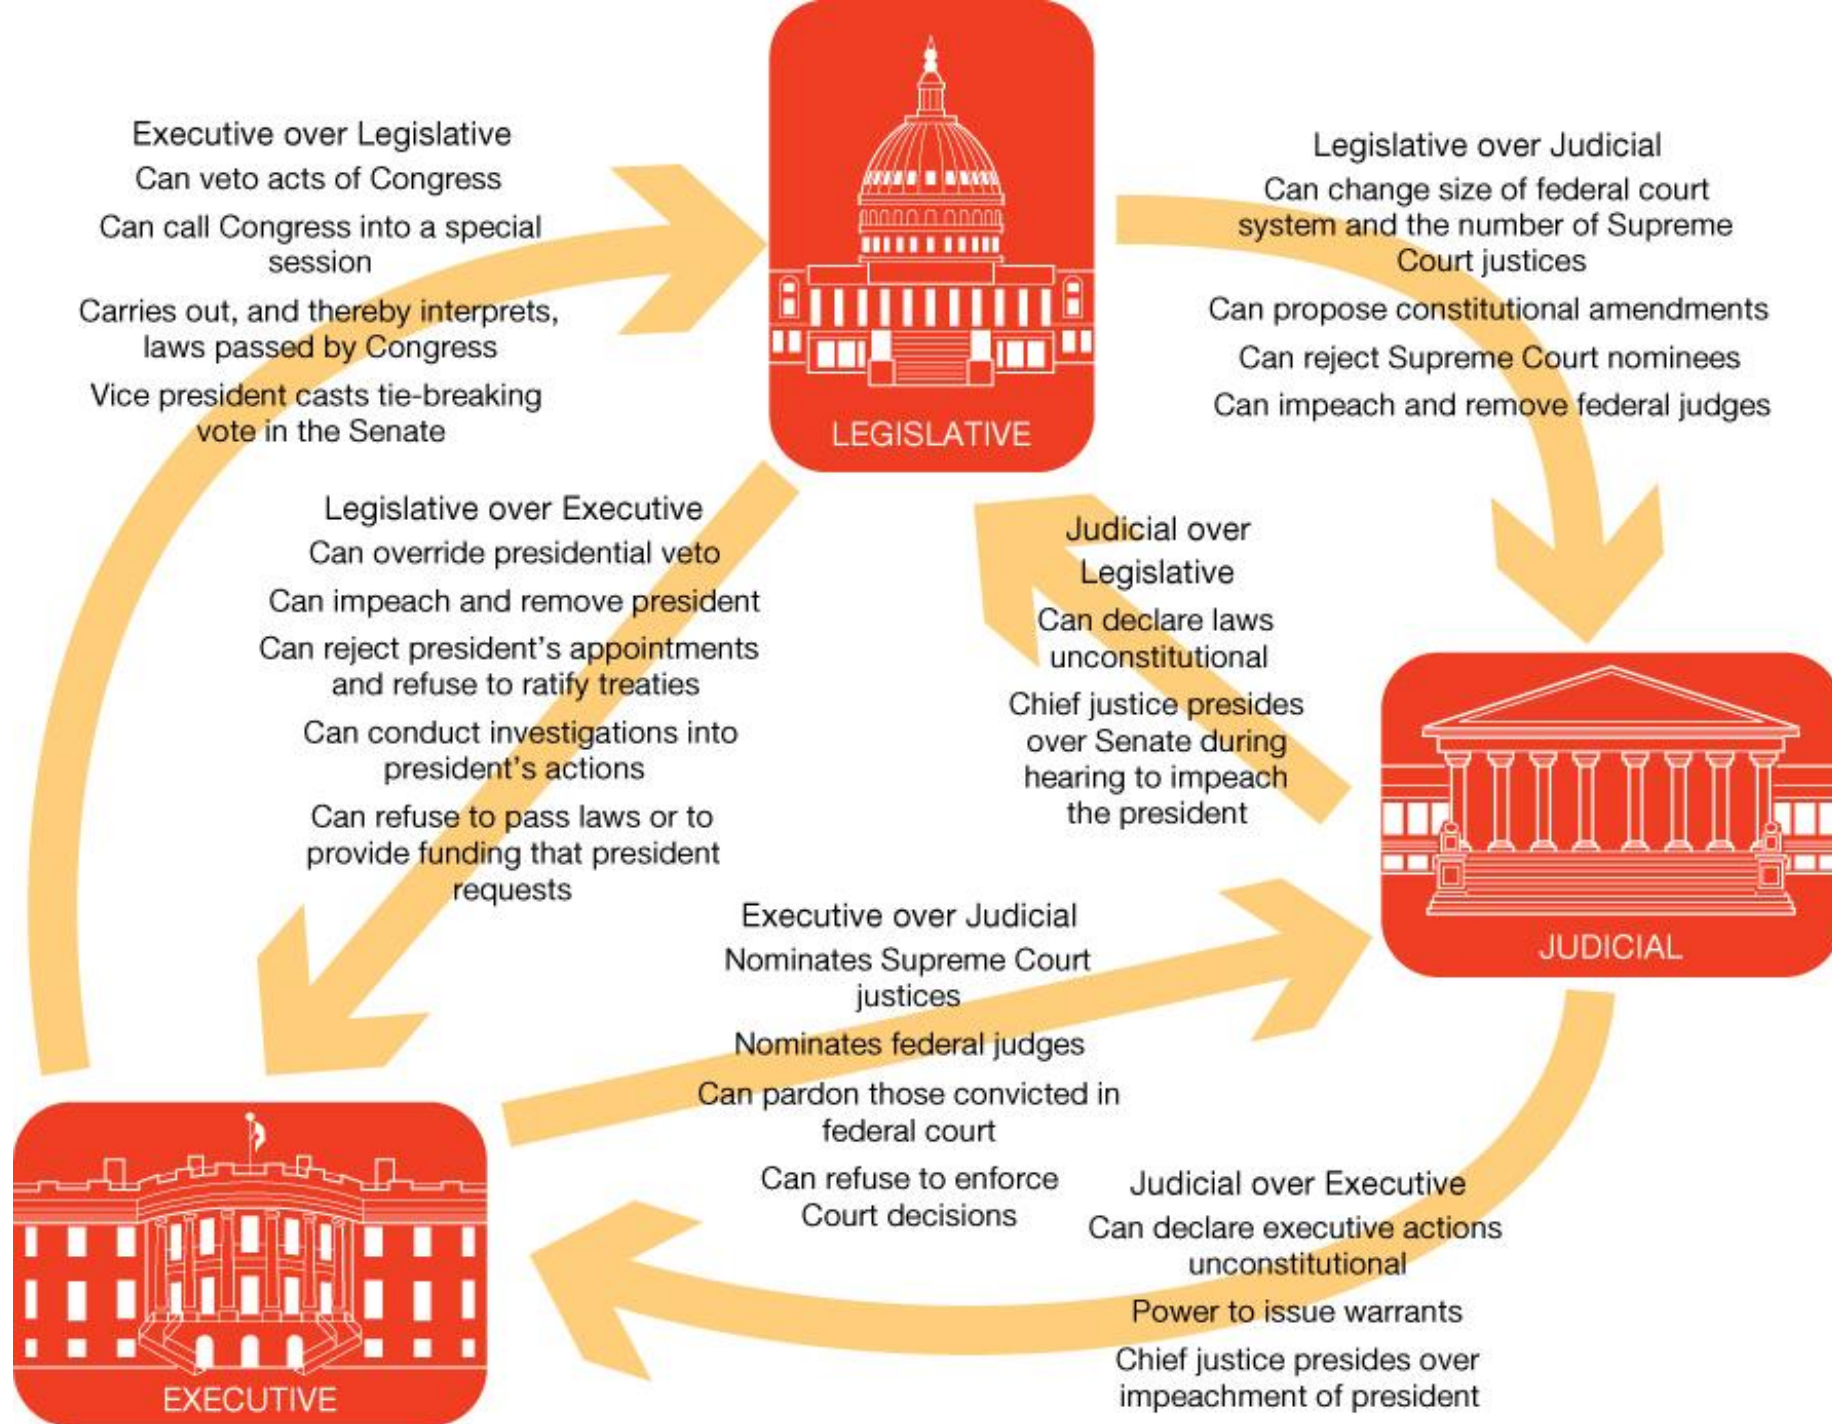 Executive over Legislative
Can veto acts of Congress
Can call Congress into a special
session
Carries out, and thereby interprets,
laws passed by Congress
Vice president casts tie-breaking
vote in the Senate
LEGISLATIVE
Legislative over Judicial
Can change size of federal court
system and the number of Supreme
Court justices
Can propose constitutional amendments
Can reject Supreme Court nominees
Can impeach and remove federal judges
Legislative over Executive
Can override presidential veto
Can impeach and remove president
Can reject president's appointments
and refuse to ratify treaties
Can conduct investigations into
president's actions
Can refuse to pass laws or to
provide funding that president
requests
Judicial over
Legislative
Can declare laws
unconstitutional
Chief justice presides
over Senate during
hearing to impeach
the president
JUDICIAL
Executive over Judicial
Nominates Supreme Court
justices
Nominates federal judges
Can pardon those convicted in
federal court
Can refuse to enforce
Court decisions
Judicial over Executive
Can declare executive actions
unconstitutional
Power to issue warrants
Chief justice presides over
impeachment of president
EXECUTIVE